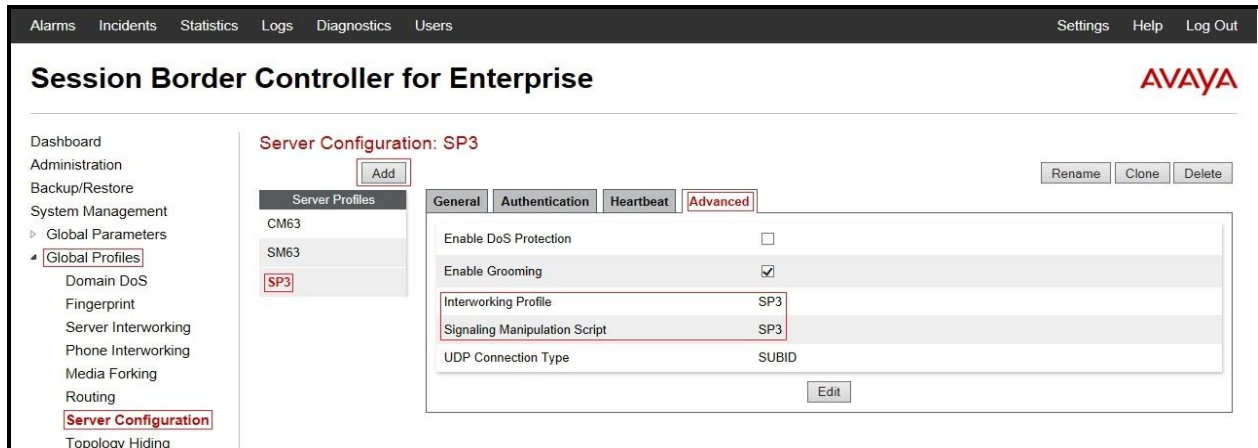 Alarms Incidents Statistics Logs Diagnostics Users Settings Help Log Out
Session Border Controller for Enterprise
AVAYA
Dashboard
Administration
Backup/Restore
System Management
Global Parameters
Global Profiles
Domain DoS
Fingerprint
Server Interworking
Phone Interworking
Media Forking
Routing
Server Configuration
Topology Hiding
Server Configuration: SP3
Add
Rename Clone Delete
Server Profiles
CM63
SM63
SP3
General Authentication Heartbeat Advanced
Enable DoS Protection
Enable Grooming
Interworking Profile SP3
Signaling Manipulation Script SP3
UDP Connection Type SUBID
Edit